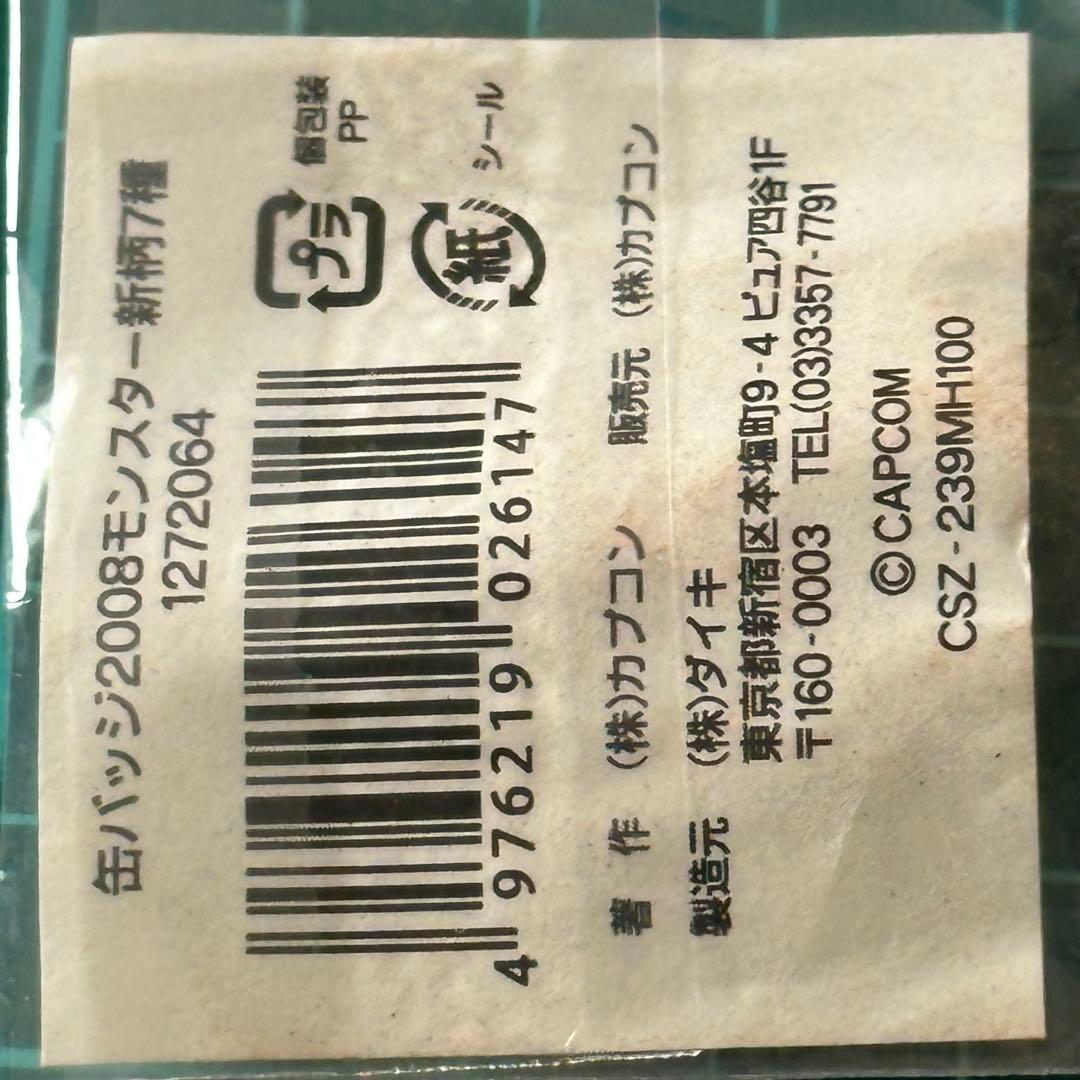 缶バッジ2008モンスター新柄7種
1272064
4 976219 026147
プラ
個包装
PP
紙
シール
著 作 (株)カプコン 販売元 (株)カプコン
製造元 (株)ダイキ
東京都新宿区本塩町9-4 ピュア四谷1F
〒160-0003 TEL(03)3357-7791
©CAPCOM
CSZ-239MH100